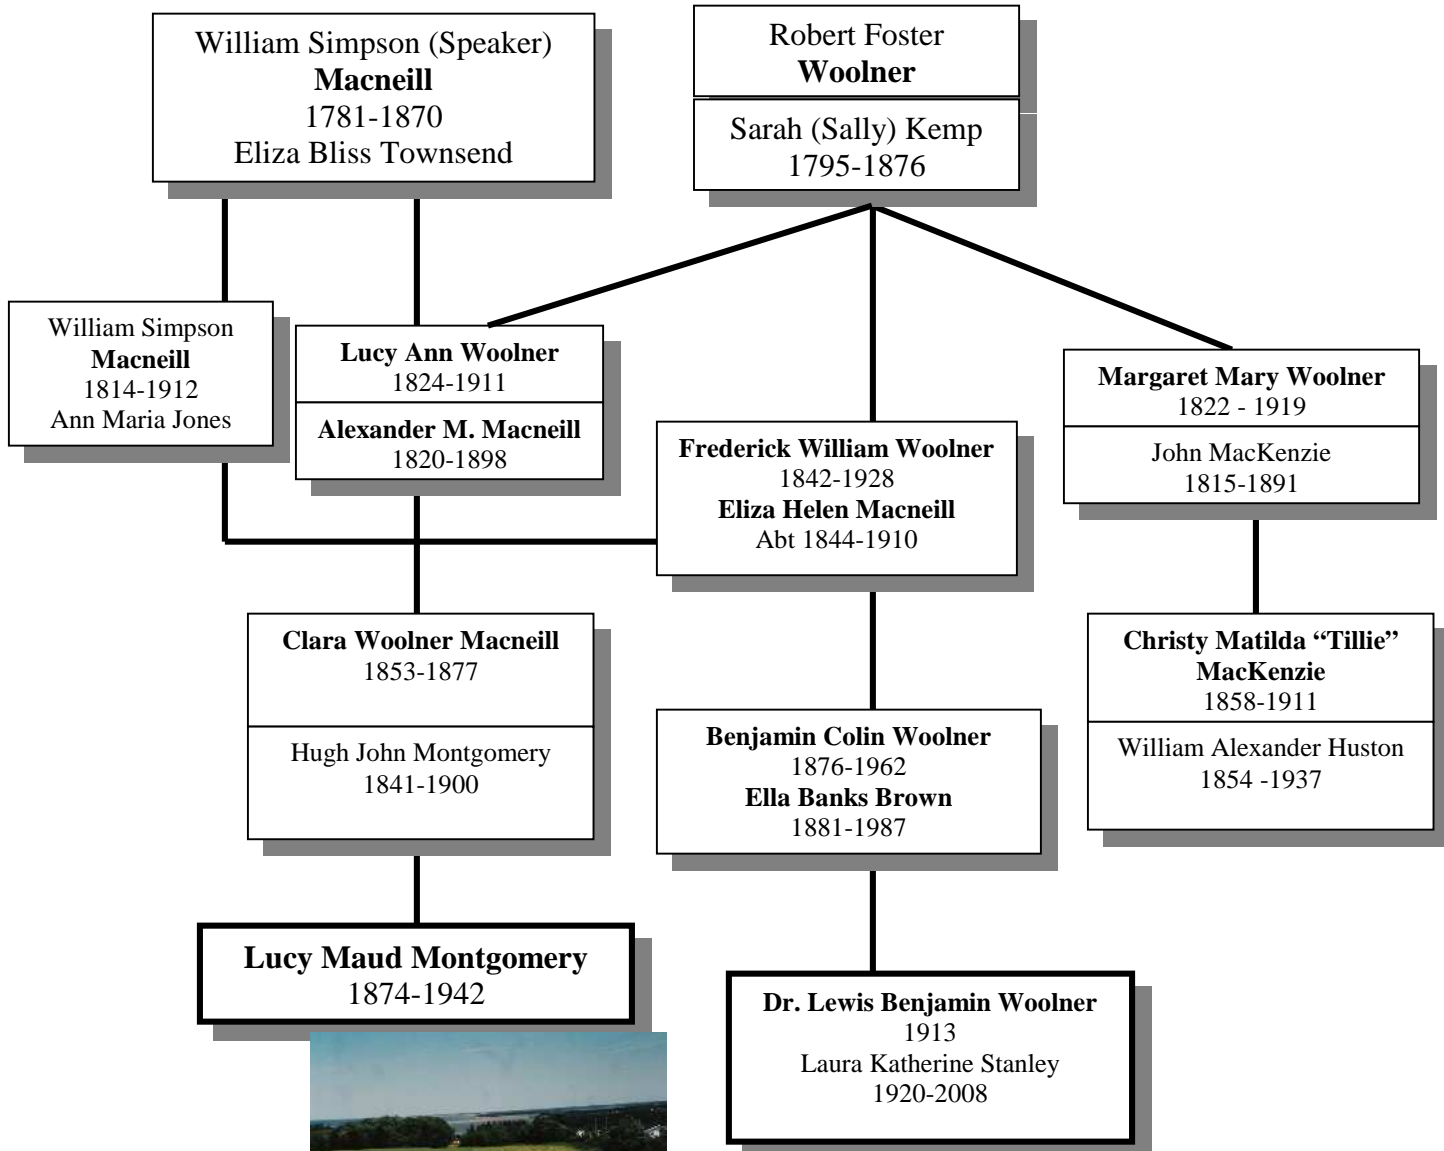 William Simpson (Speaker)
Macneill
1781-1870
Eliza Bliss Townsend
Robert Foster
Woolner
Sarah (Sally) Kemp
1795-1876
William Simpson
Macneill
1814-1912
Ann Maria Jones
Lucy Ann Woolner
1824-1911
Alexander M. Macneill
1820-1898
Frederick William Woolner
1842-1928
Eliza Helen Macneill
Abt 1844-1910
Margaret Mary Woolner
1822 - 1919
John MacKenzie
1815-1891
Clara Woolner Macneill
1853-1877
Hugh John Montgomery
1841-1900
Benjamin Colin Woolner
1876-1962
Ella Banks Brown
1881-1987
Christy Matilda “Tillie”
MacKenzie
1858-1911
William Alexander Huston
1854 -1937
Lucy Maud Montgomery
1874-1942
Dr. Lewis Benjamin Woolner
1913
Laura Katherine Stanley
1920-2008